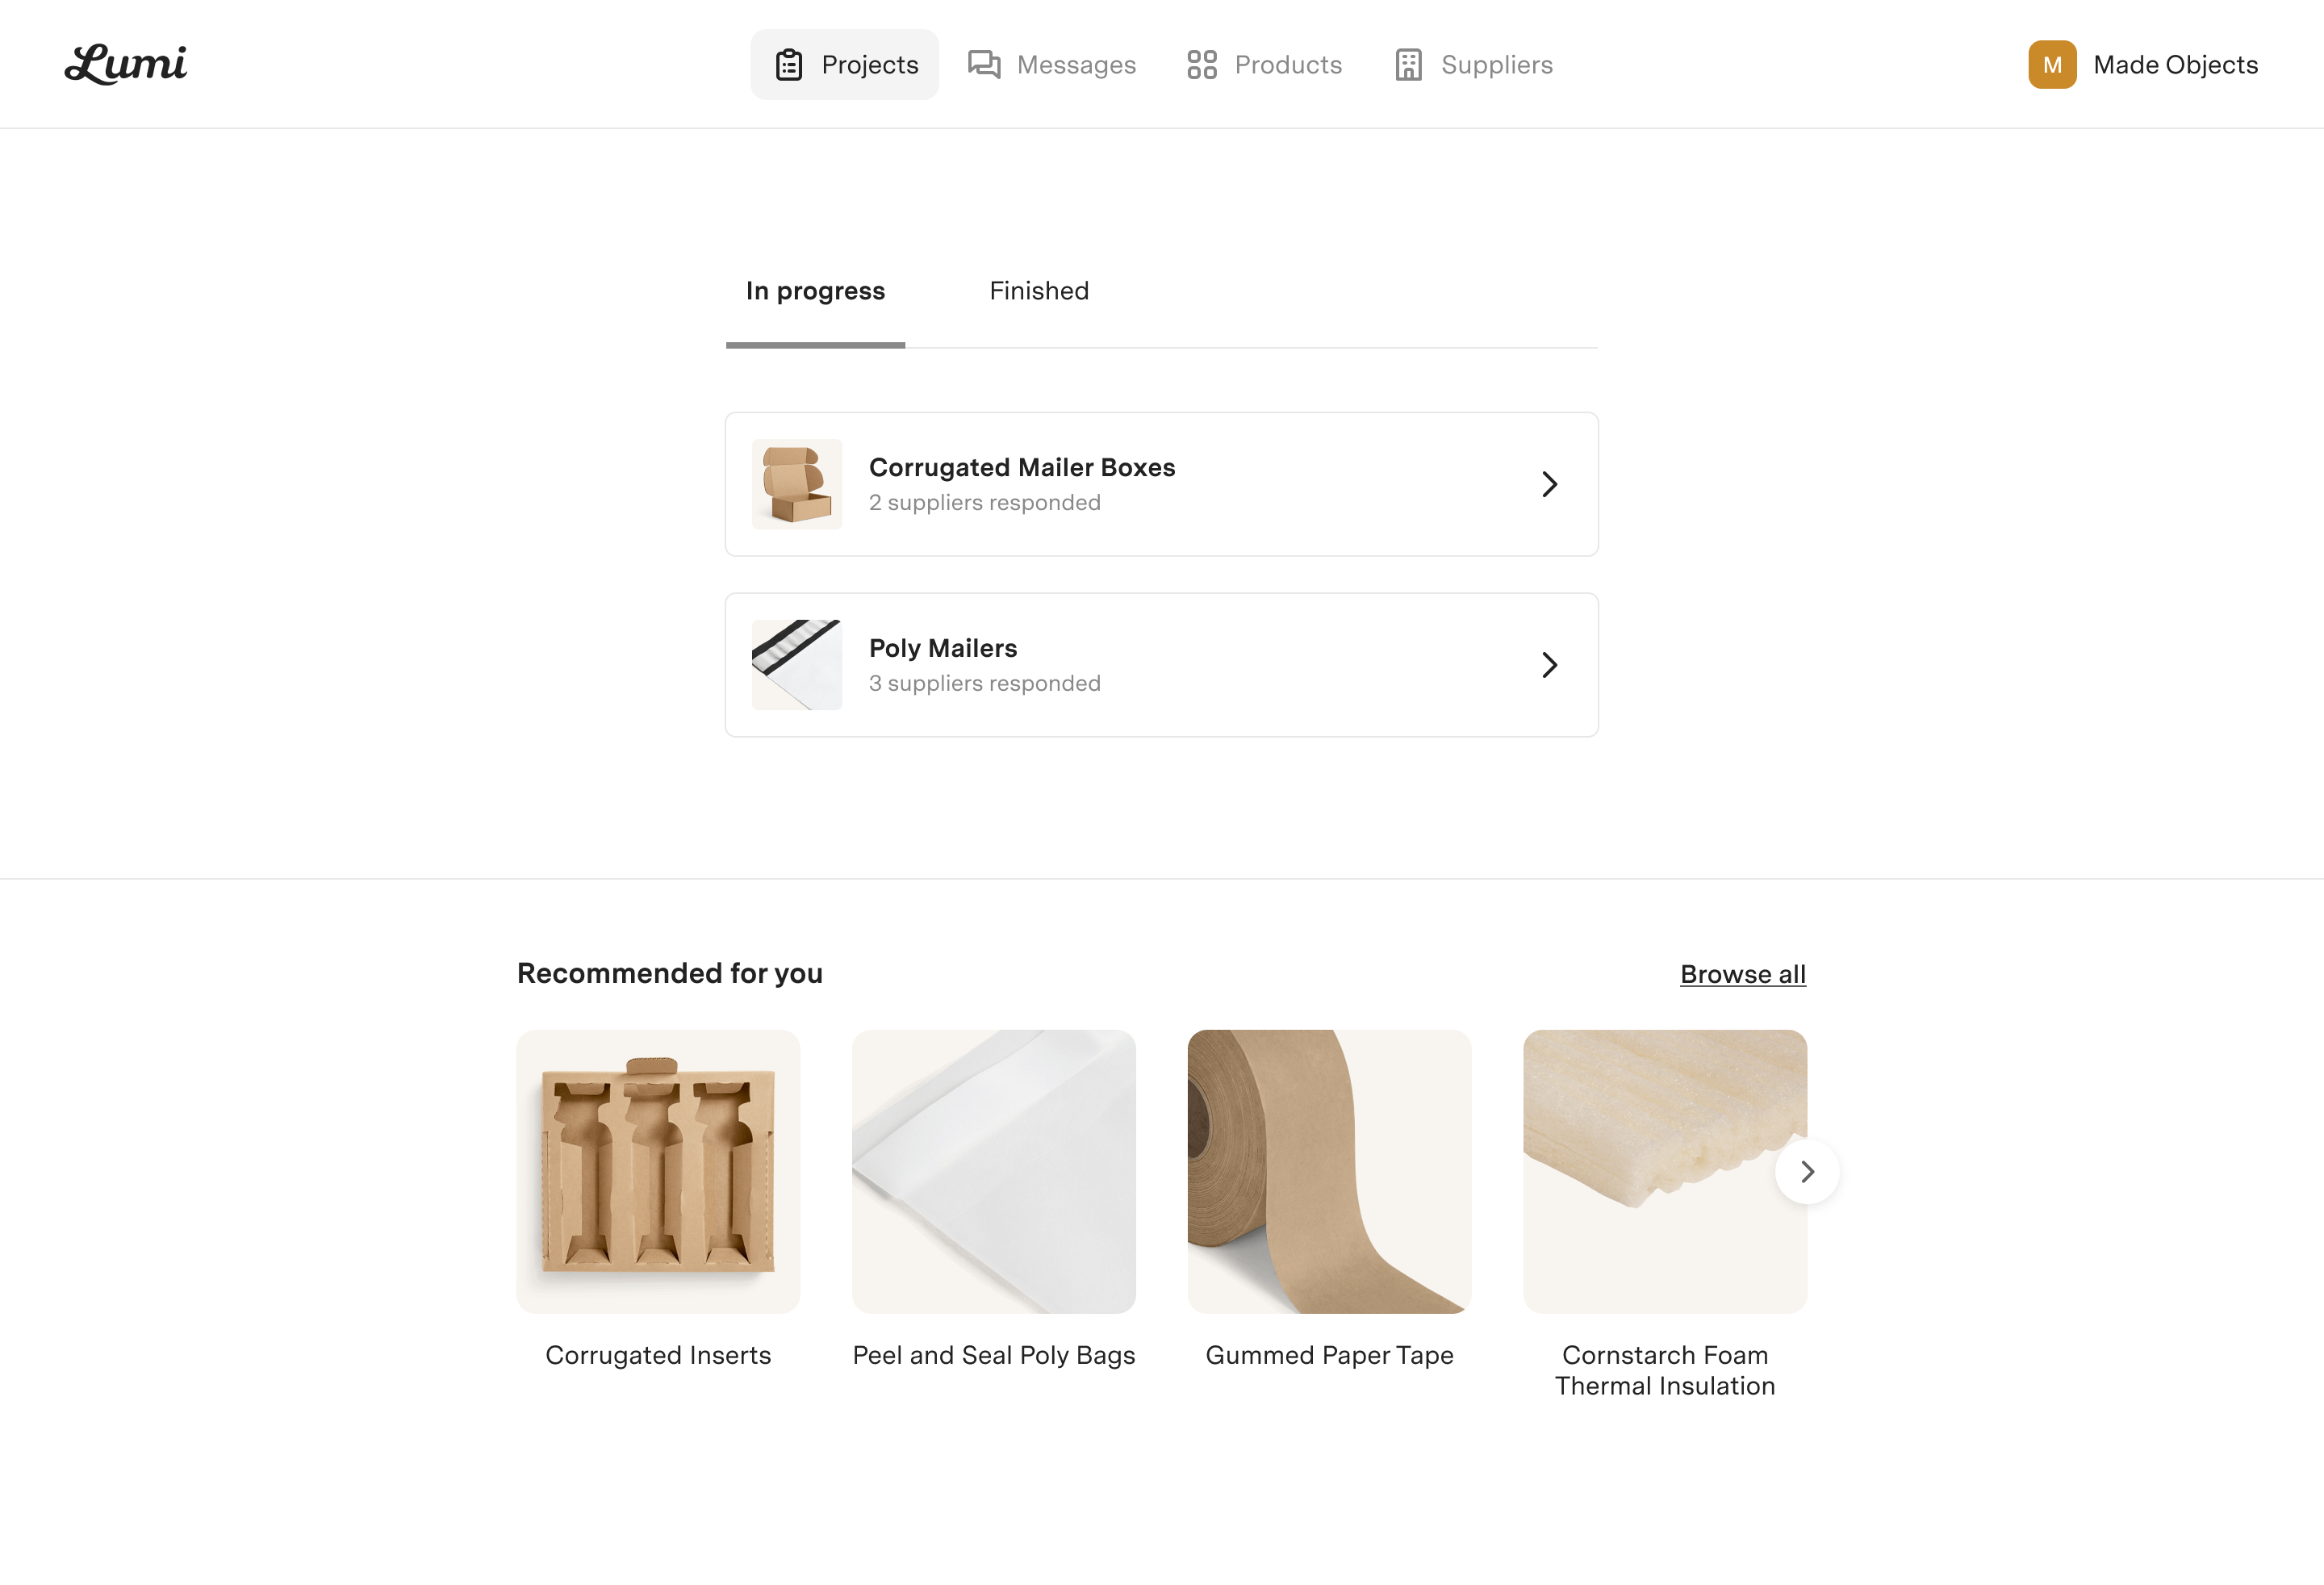 Lumi
Projects
Messages
Products
Suppliers
M
Made Objects
In progress
Finished
Corrugated Mailer Boxes
2 suppliers responded
Poly Mailers
3 suppliers responded
Recommended for you
Browse all
Corrugated Inserts
Peel and Seal Poly Bags
Gummed Paper Tape
Cornstarch Foam
Thermal Insulation